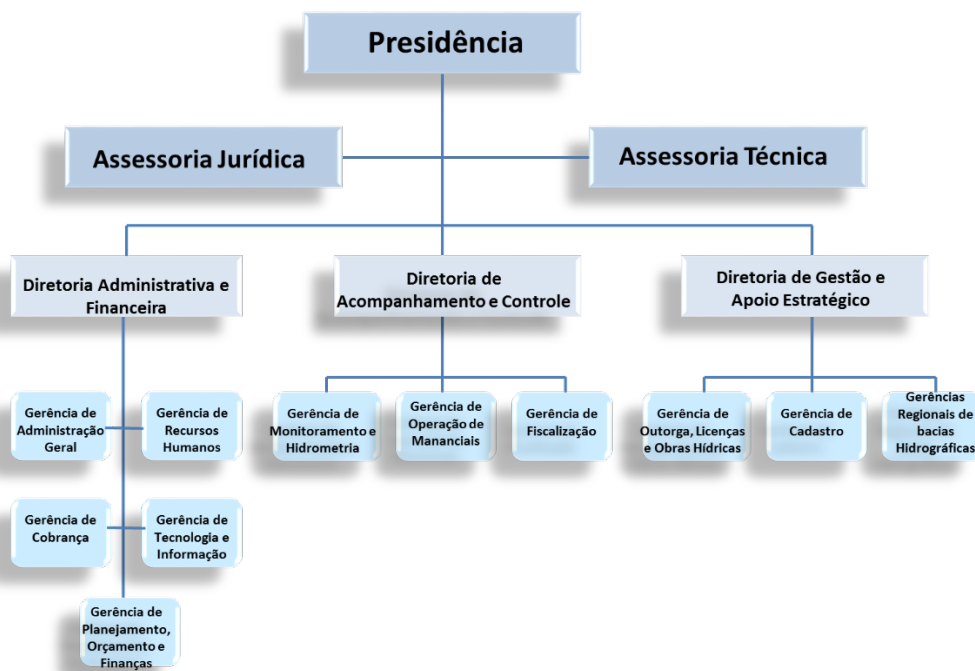 Presidência
Assessoria Jurídica
Assessoria Técnica
Diretoria Administrativa e
Financeira
Diretoria de
Acompanhamento e Controle
Diretoria de Gestão e
Apoio Estratégico
Gerência de
Administração
Geral
Gerência de
Recursos
Humanos
Gerência de
Monitoramento e
Hidrometria
Gerência de
Operação de
Mananciais
Gerência de
Fiscalização
Gerência de
Outorga, Licenças
e Obras Hídricas
Gerência de
Cadastro
Gerências
Regionais de
bacias
Hidrográficas
Gerência de
Cobrança
Gerência de
Tecnologia e
Informação
Gerência de
Planejamento,
Orçamento e
Finanças